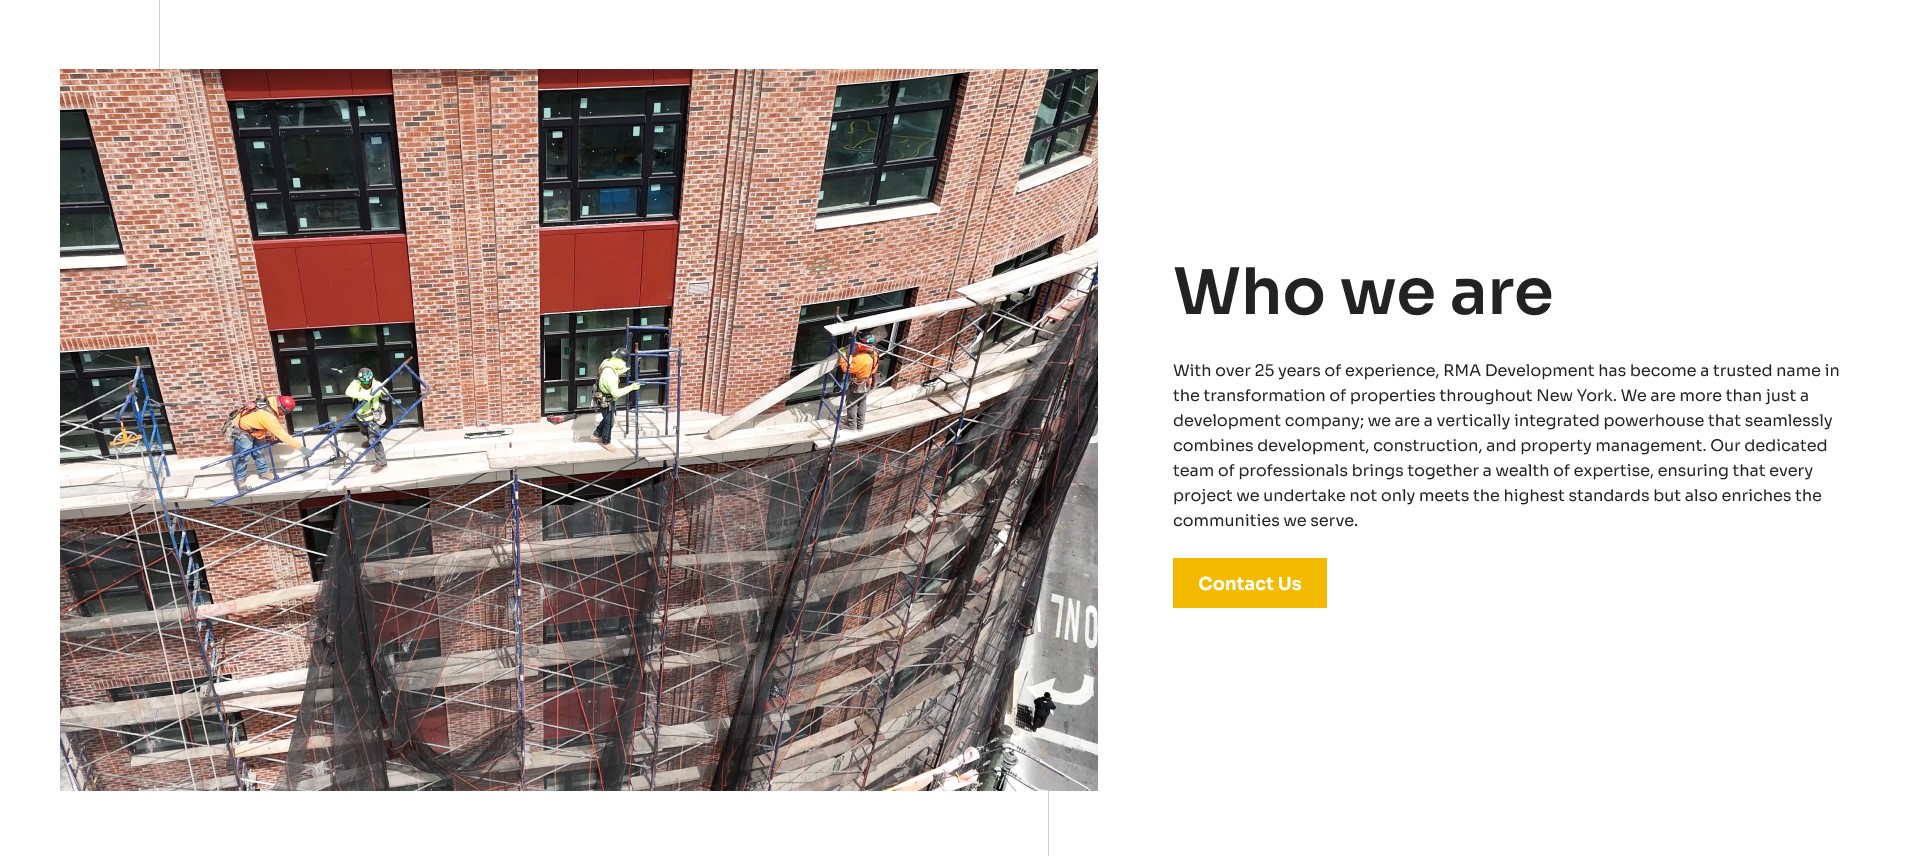 Who we are
With over 25 years of experience, RMA Development has become a trusted name in
the transformation of properties throughout New York. We are more than just a
development company; we are a vertically integrated powerhouse that seamlessly
combines development, construction, and property management. Our dedicated
team of professionals brings together a wealth of expertise, ensuring that every
project we undertake not only meets the highest standards but also enriches the
communities we serve.
Contact Us